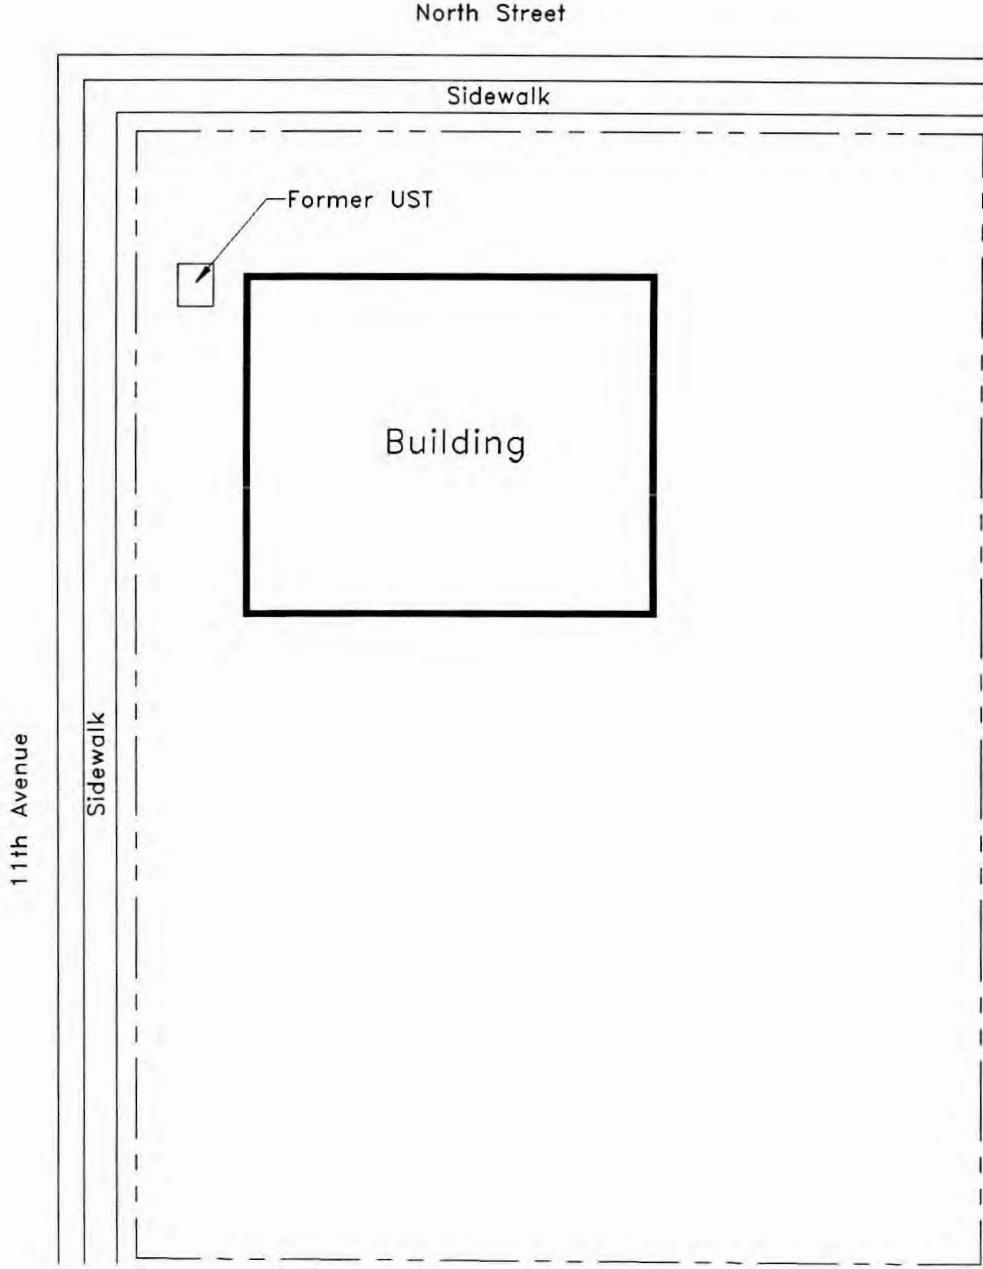 North Street
Sidewalk
Former UST
Building
Sidewalk
11th Avenue